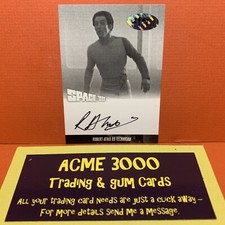 SPACE
ACME 3000
Trading & Gum Cards
All your trading card needs are just a click away -
For more details send me a message.